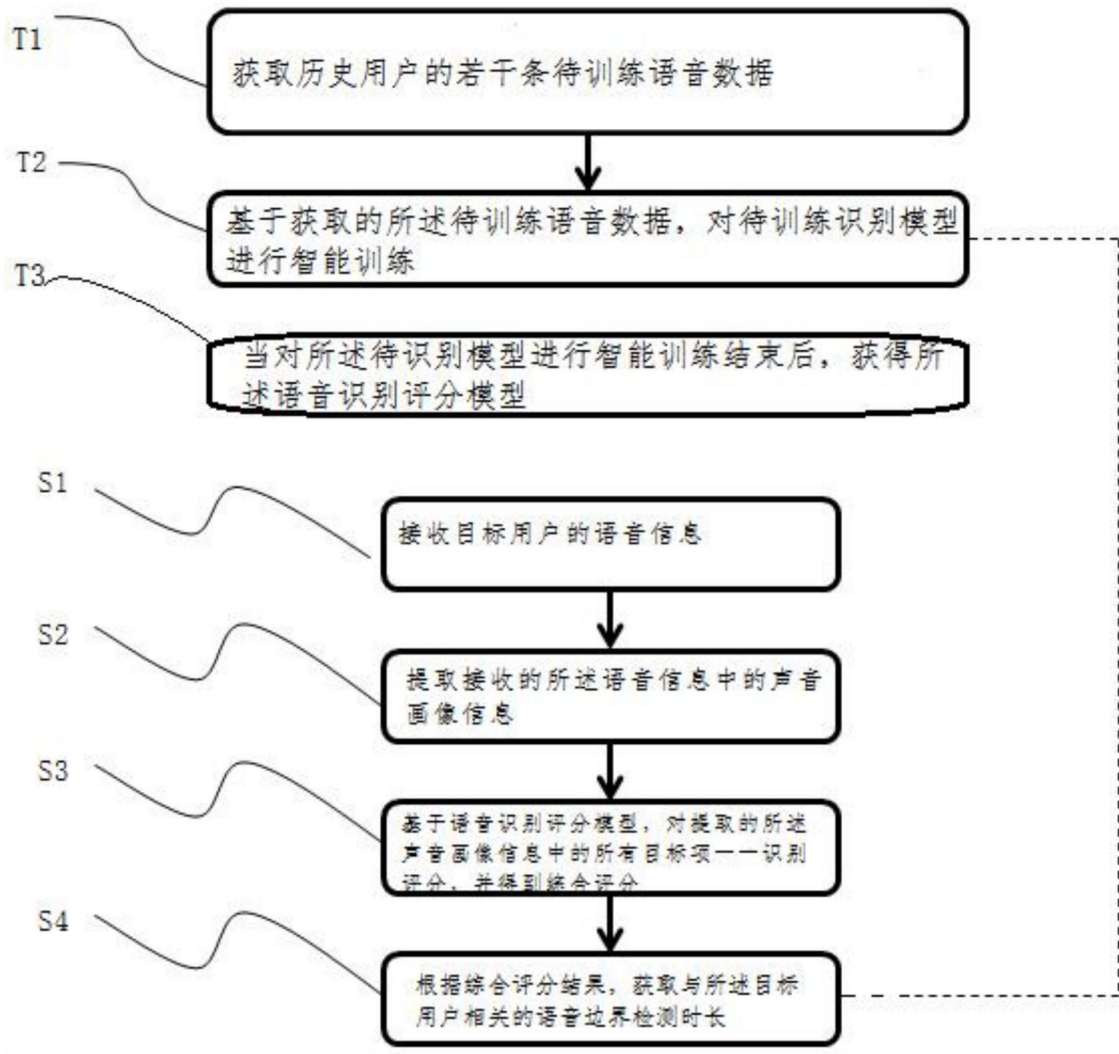 T1
获取历史用户的若干条待训练语音数据
T2
基于获取的所述待训练语音数据，对待训练识别模型
进行智能训练
T3
当对所述待识别模型进行智能训练结束后，获得所
述语音识别评分模型
S1
接收目标用户的语音信息
S2
提取接收的所述语音信息中的声音
画像信息
S3
基于语音识别评分模型，对提取的所述
声音画像信息中的所有目标项一一识别
评分，并得到综合评分
S4
根据综合评分结果，获取与所述目标
用户相关的语音边界检测时长